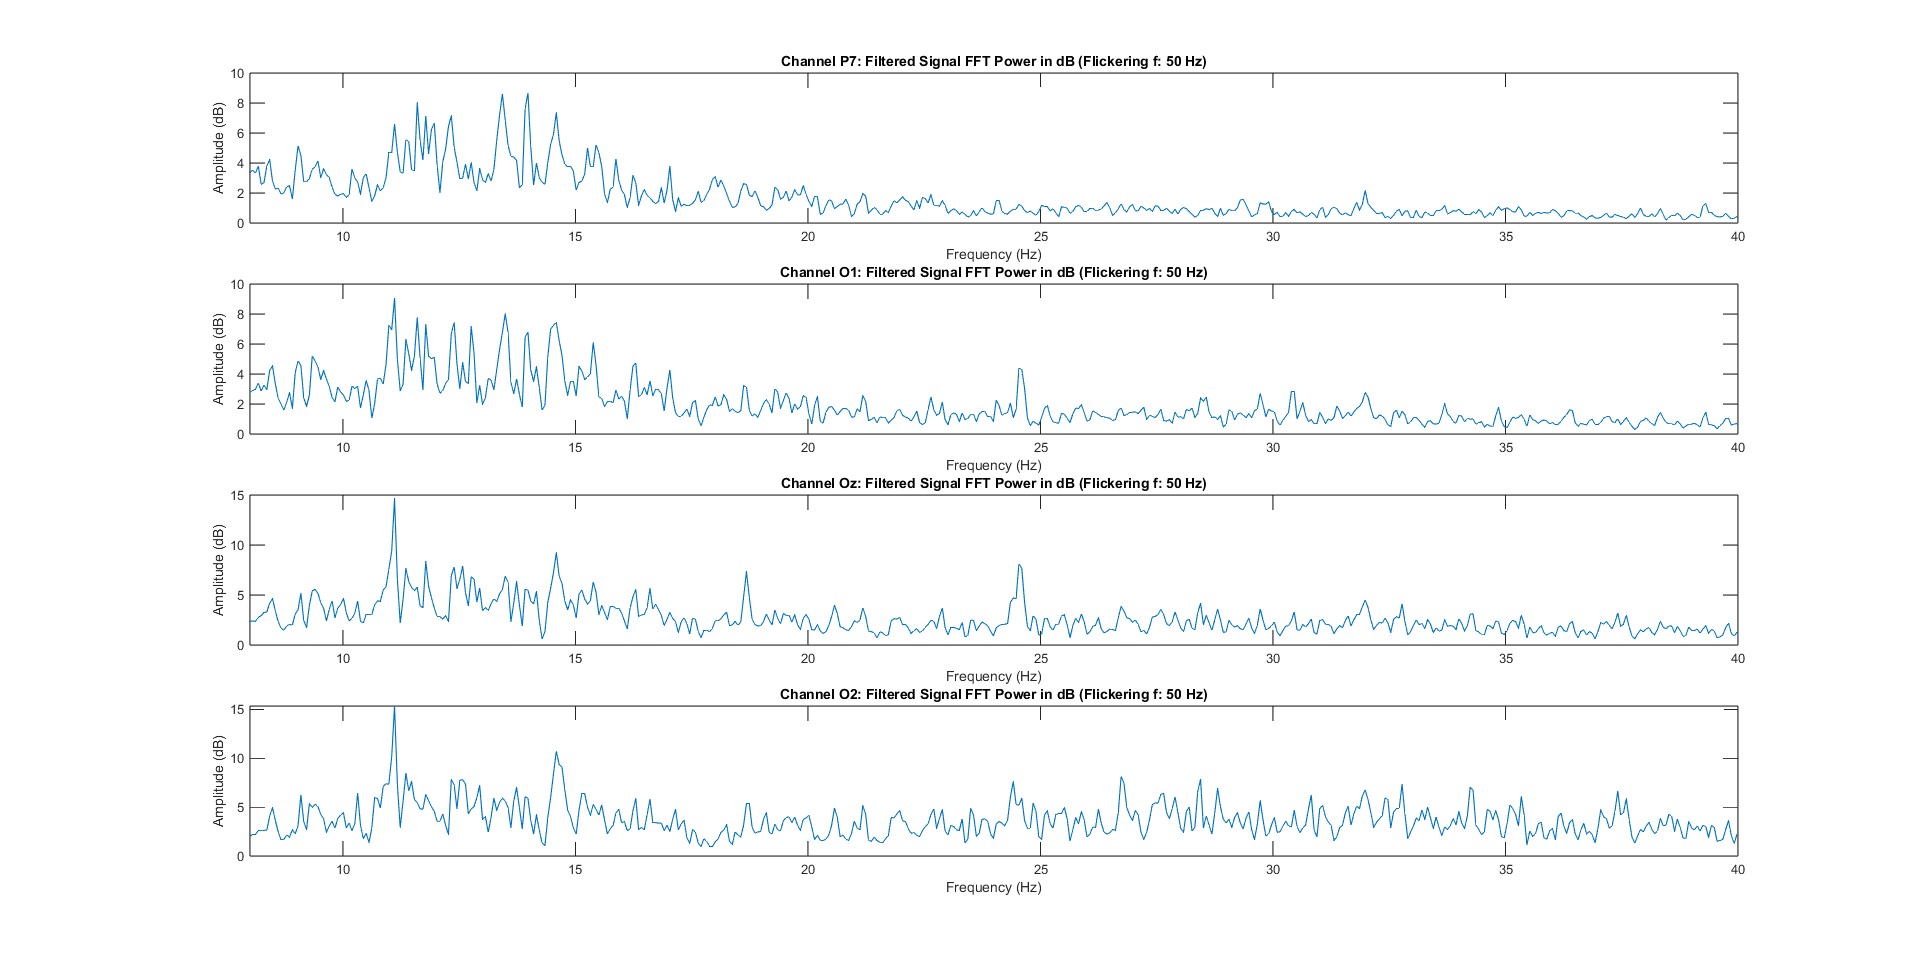 Channel P7: Filtered Signal FFT Power in dB (Flickering f: 50 Hz)
Amplitude (dB)
10
8
6
4
2
0
10 15 20 25 30 35 40
Frequency (Hz)
Channel O1: Filtered Signal FFT Power in dB (Flickering f: 50 Hz)
Amplitude (dB)
10
8
6
4
2
0
10 15 20 25 30 35 40
Frequency (Hz)
Channel Oz: Filtered Signal FFT Power in dB (Flickering f: 50 Hz)
Amplitude (dB)
15
10
5
0
10 15 20 25 30 35 40
Frequency (Hz)
Channel O2: Filtered Signal FFT Power in dB (Flickering f: 50 Hz)
Amplitude (dB)
15
10
5
0
10 15 20 25 30 35 40
Frequency (Hz)